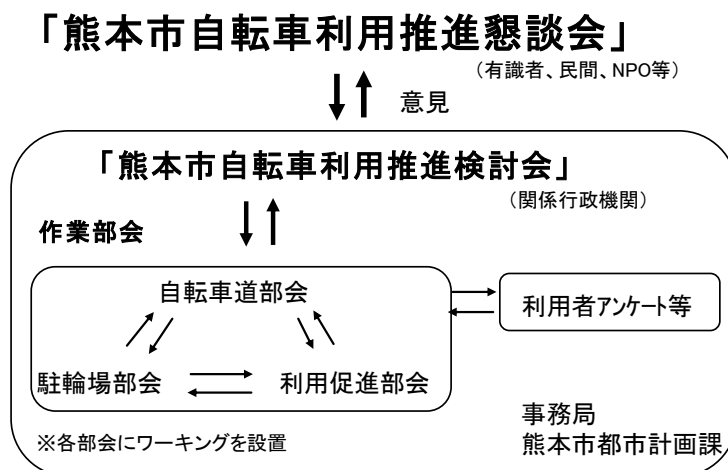 「熊本市自転車利用推進懇談会」
(有識者、民間、NPO等)
意見
「熊本市自転車利用推進検討会」
(関係行政機関)
作業部会
自転車道部会
利用者アンケート等
駐輪場部会
利用促進部会
事務局
※各部会にワーキングを設置
熊本市都市計画課